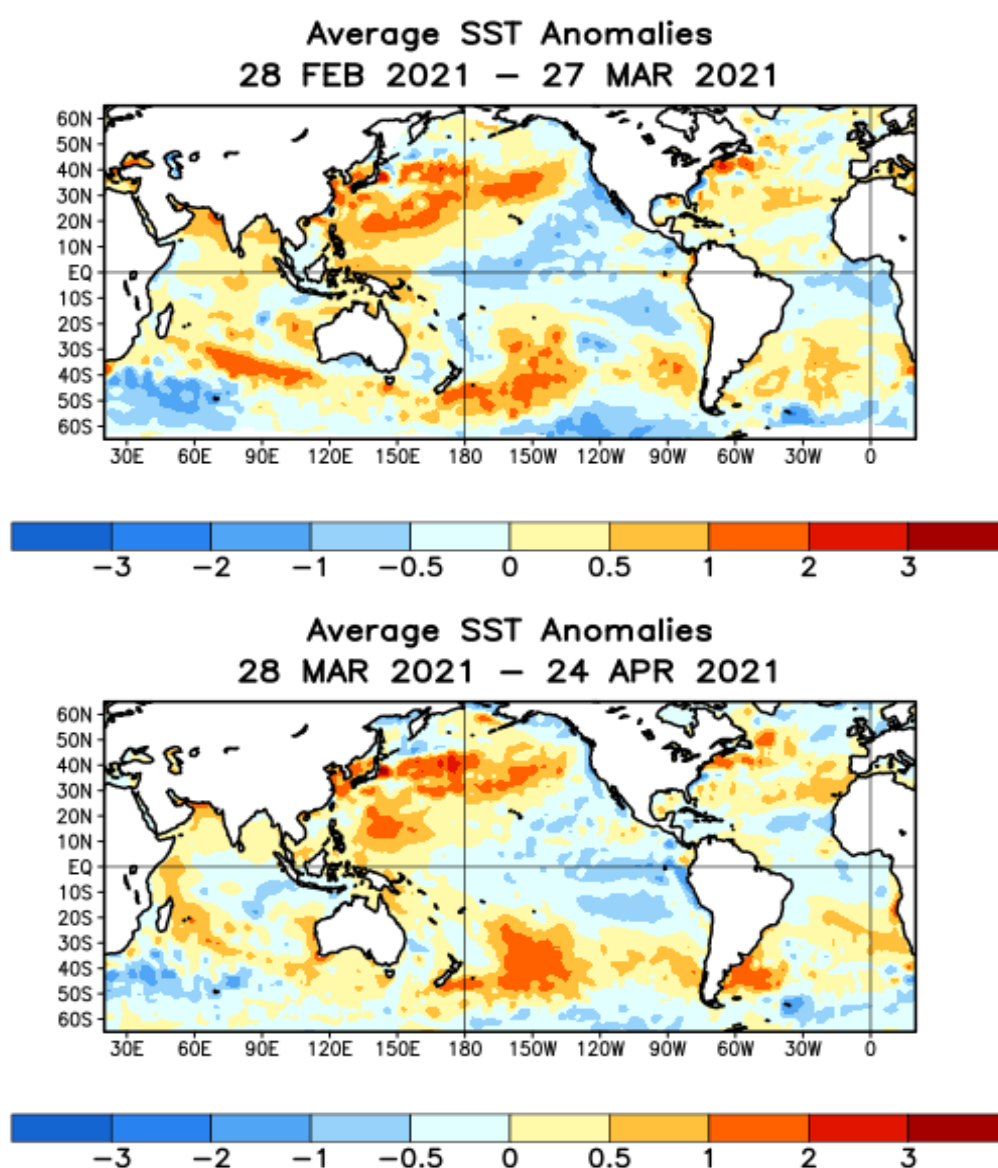 Average SST Anomalies
28 FEB 2021 – 27 MAR 2021
60N
50N
40N
30N
20N
10N
EQ
10S
20S
30S
40S
50S
60S
30E 60E 90E 120E 150E 180 150W 120W 90W 60W 30W 0
−3 −2 −1 −0.5 0 0.5 1 2 3
Average SST Anomalies
28 MAR 2021 – 24 APR 2021
60N
50N
40N
30N
20N
10N
EQ
10S
20S
30S
40S
50S
60S
30E 60E 90E 120E 150E 180 150W 120W 90W 60W 30W 0
−3 −2 −1 −0.5 0 0.5 1 2 3